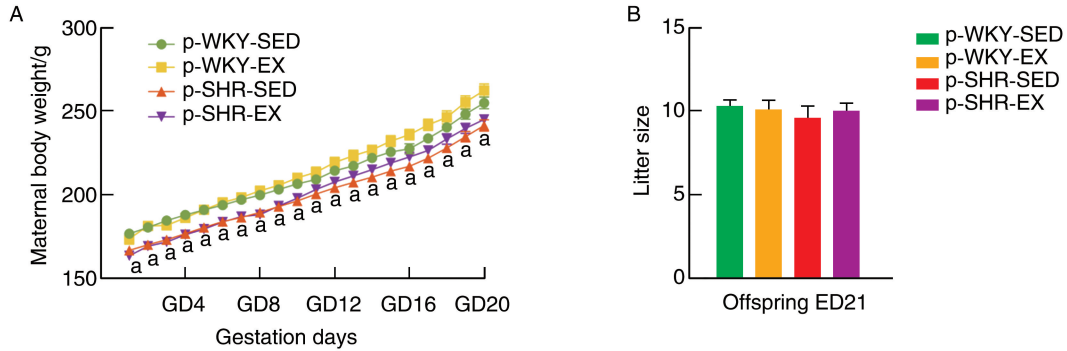 A
Maternal body weight/g
300
250
200
150
p-WKY-SED
p-WKY-EX
p-SHR-SED
p-SHR-EX
a a a a a a a a a a a a a a a a a a a a
GD4 GD8 GD12 GD16 GD20
Gestation days
B
Litter size
15
10
5
0
Offspring ED21
p-WKY-SED
p-WKY-EX
p-SHR-SED
p-SHR-EX